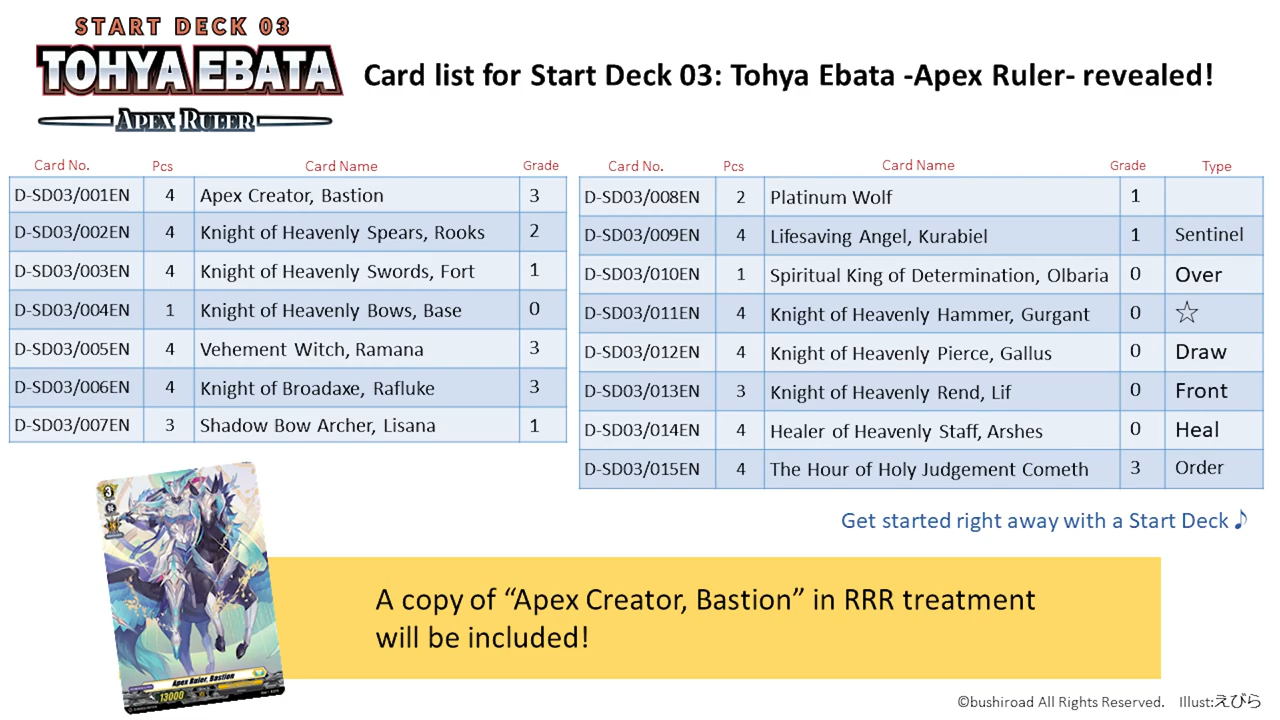 START DECK 03
TOHYA EBATA
APEX RULER
Card list for Start Deck 03: Tohya Ebata -Apex Ruler- revealed!
Card No. Pcs Card Name Grade
D-SD03/001EN 4 Apex Creator, Bastion 3
D-SD03/002EN 4 Knight of Heavenly Spears, Rooks 2
D-SD03/003EN 4 Knight of Heavenly Swords, Fort 1
D-SD03/004EN 1 Knight of Heavenly Bows, Base 0
D-SD03/005EN 4 Vehement Witch, Ramana 3
D-SD03/006EN 4 Knight of Broadaxe, Rafluke 3
D-SD03/007EN 3 Shadow Bow Archer, Lisana 1
Card No. Pcs Card Name Grade Type
D-SD03/008EN 2 Platinum Wolf 1
D-SD03/009EN 4 Lifesaving Angel, Kurabiel 1 Sentinel
D-SD03/010EN 1 Spiritual King of Determination, Olbaria 0 Over
D-SD03/011EN 4 Knight of Heavenly Hammer, Gurgant 0 ☆
D-SD03/012EN 4 Knight of Heavenly Pierce, Gallus 0 Draw
D-SD03/013EN 3 Knight of Heavenly Rend, Lif 0 Front
D-SD03/014EN 4 Healer of Heavenly Staff, Arshes 0 Heal
D-SD03/015EN 4 The Hour of Holy Judgement Cometh 3 Order
Get started right away with a Start Deck♪
3
Apex Ruler, Bastion
13000
A copy of “Apex Creator, Bastion” in RRR treatment
will be included!
©bushiroad All Rights Reserved. Illust:えびら